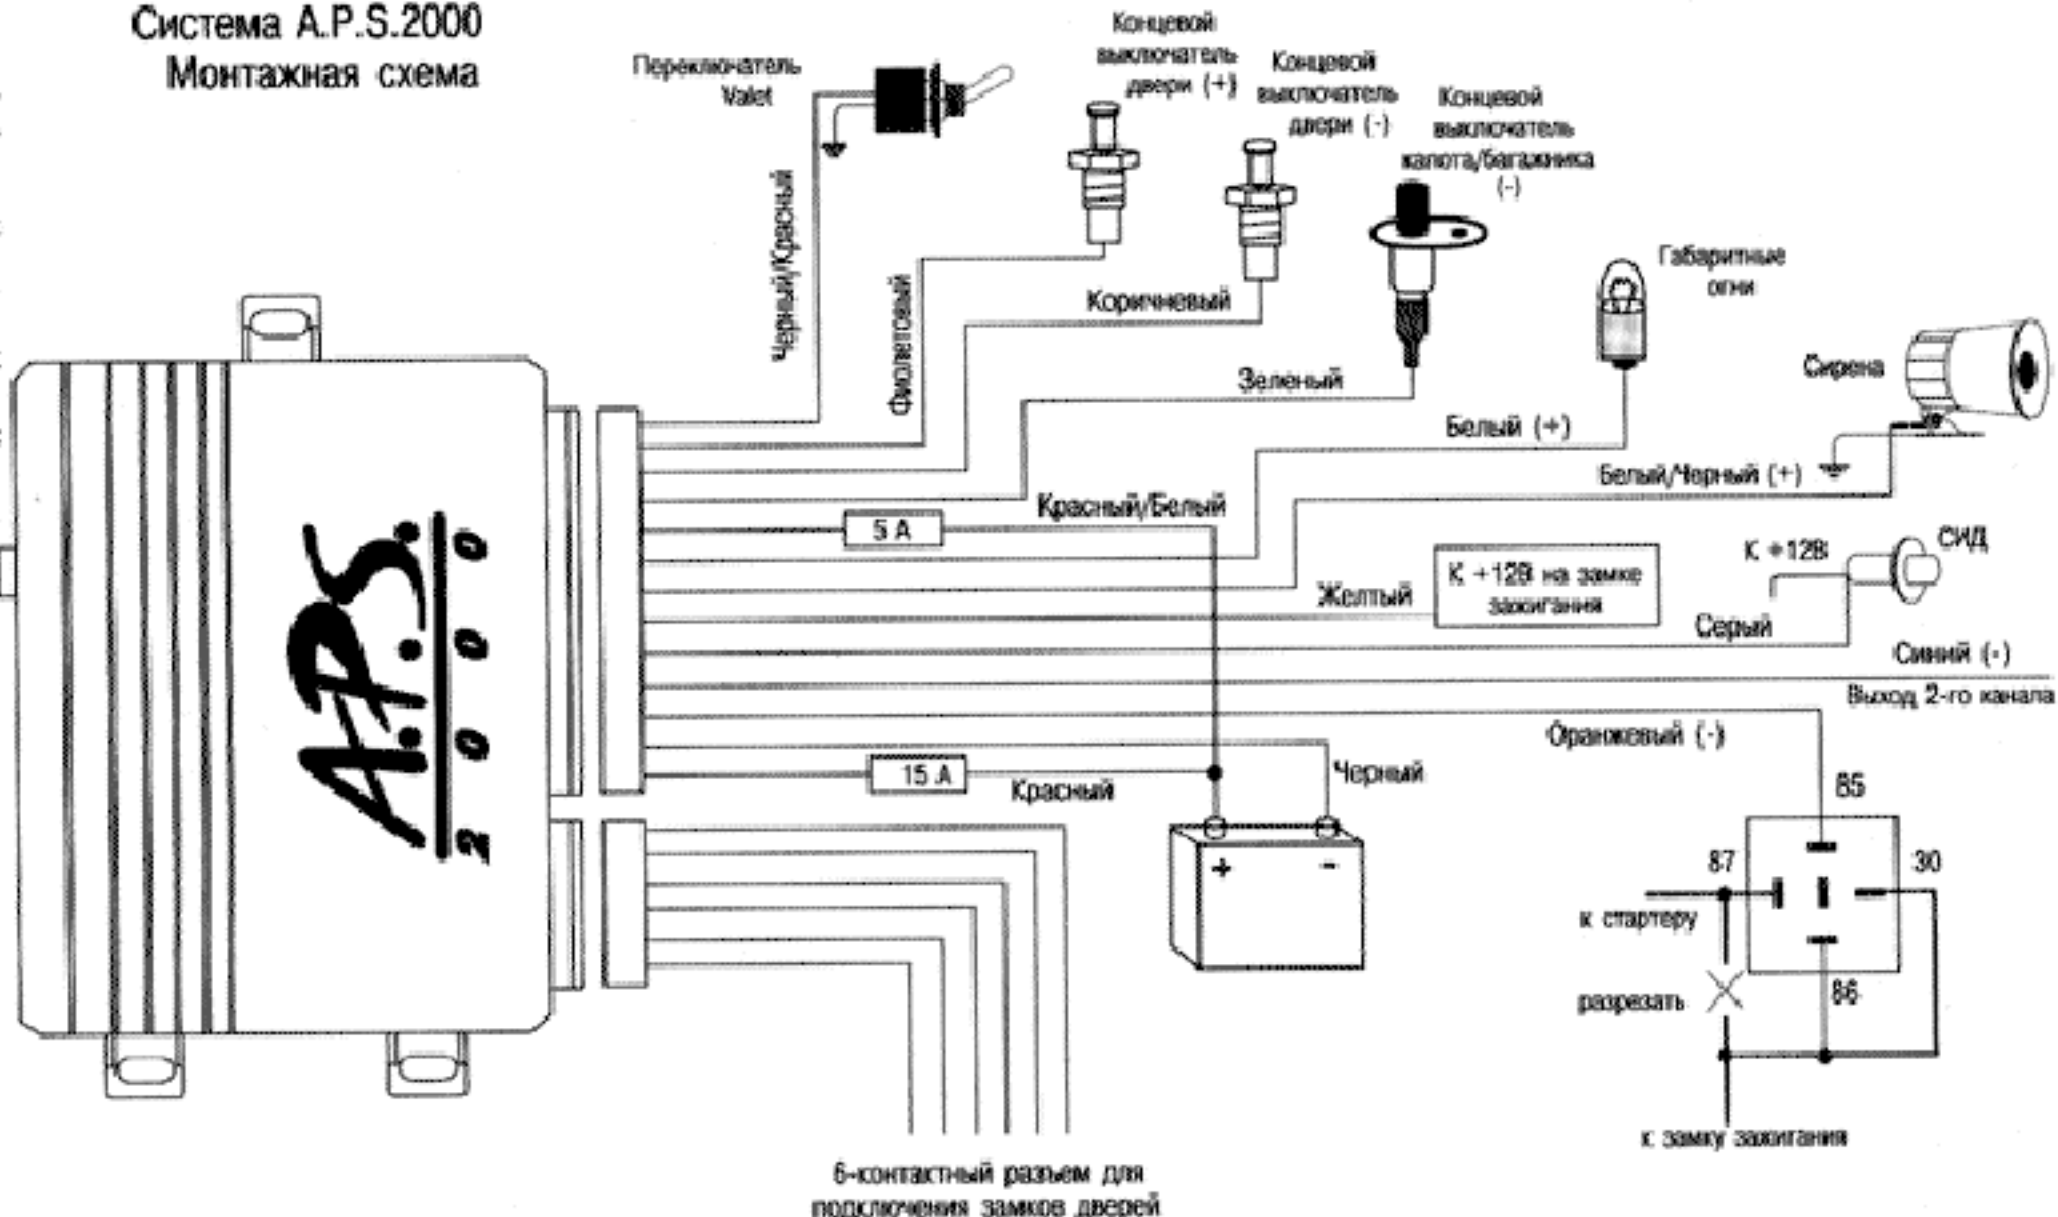 Система A.P.S.2000
Монтажная схема
Переключатель
Valet
Концевой
выключатель
двери (+)
Концевой
выключатель
двери (-)
Концевой
выключатель
капота/багажника
(-)
Габаритные
огни
Сирена
Черный/Красный
Фиолетовый
Коричневый
Зеленый
Белый (+)
Белый/Черный (+)
Красный/Белый
5 А
К +12В на замке
зажигания
Желтый
К +12В
СИД
Серый
Синий (-)
Выход 2-го канала
Оранжевый (-)
15 А
Красный
Черный
+
-
85
87
30
86
к стартеру
разрезать
к замку зажигания
A.P.S.
2000
6-контактный разъем для
подключения замков дверей